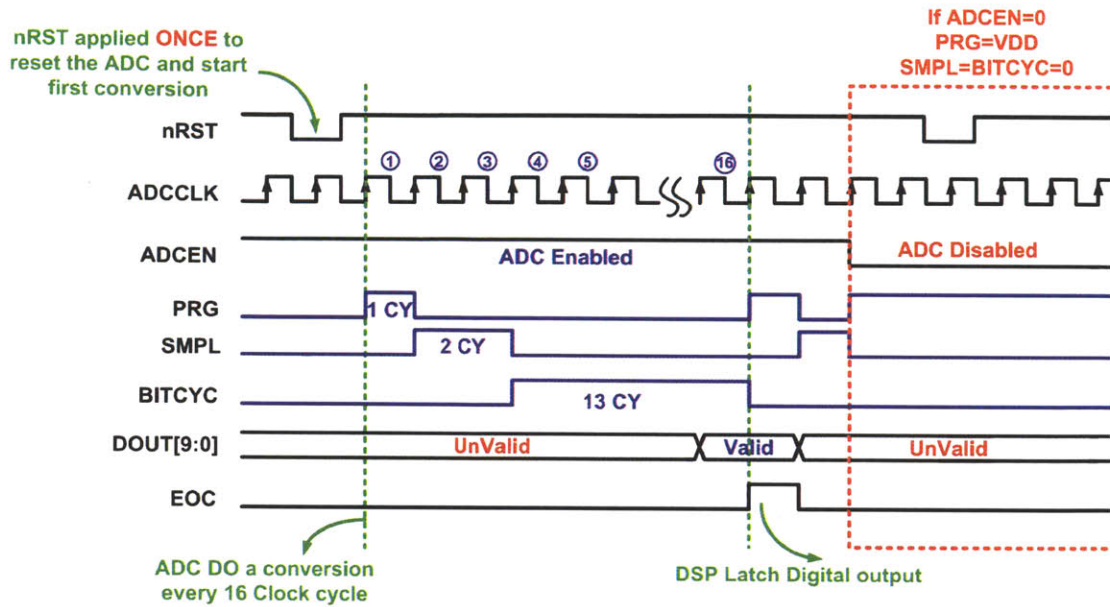 If ADCEN=0
PRG=VDD
SMPL=BITCYC=0
nRST applied ONCE to
reset the ADC and start
first conversion
nRST
1 2 3 4 5 16
ADCCLK
ADCEN
ADC Enabled
ADC Disabled
PRG
1 CY
SMPL
2 CY
BITCYC
13 CY
DOUT[9:0]
UnValid
Valid
UnValid
EOC
ADC DO a conversion
every 16 Clock cycle
DSP Latch Digital output